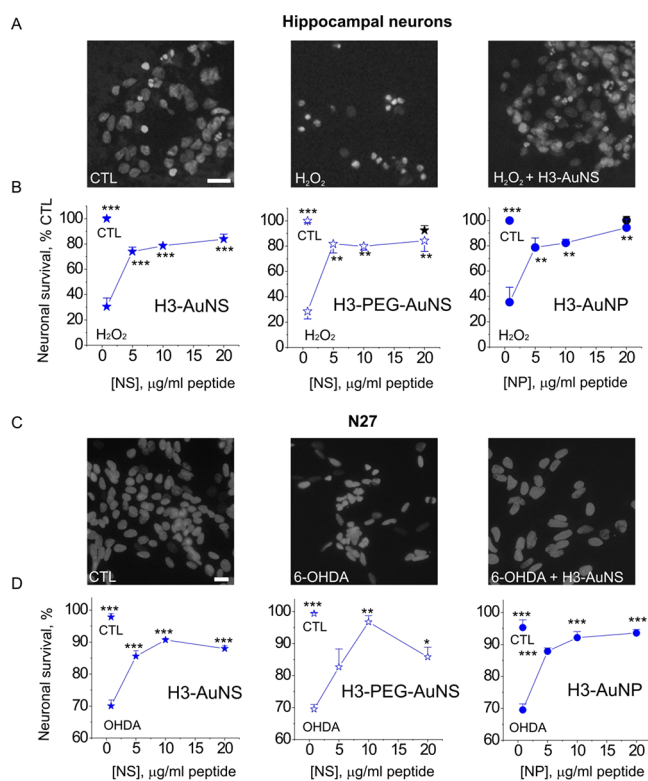 A
Hippocampal neurons
CTL
H₂O₂
H₂O₂ + H3-AuNS
B
Neuronal survival, % CTL
100
80
60
40
20
0
***
CTL
***
***
***
H3-AuNS
H₂O₂
0 5 10 15 20
[NS], μg/ml peptide
100
80
60
40
20
0
***
CTL
**
**
**
H3-PEG-AuNS
H₂O₂
0 5 10 15 20
[NS], μg/ml peptide
100
80
60
40
20
0
***
CTL
**
**
**
H3-AuNP
H₂O₂
0 5 10 15 20
[NP], μg/ml peptide
C
N27
CTL
6-OHDA
6-OHDA + H3-AuNS
D
Neuronal survival, %
100
90
80
70
60
***
CTL
***
***
***
H3-AuNS
OHDA
0 5 10 15 20
[NS], μg/ml peptide
100
90
80
70
60
***
CTL
**
*
H3-PEG-AuNS
OHDA
0 5 10 15 20
[NS], μg/ml peptide
100
90
80
70
60
***
CTL
***
***
***
H3-AuNP
OHDA
0 5 10 15 20
[NP], μg/ml peptide